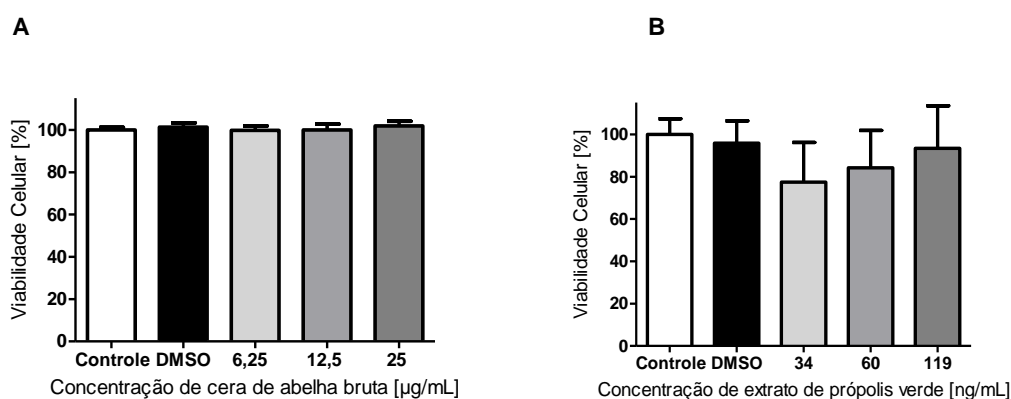 A
Viabilidade Celular [%]
100
80
60
40
20
0
Controle DMSO 6,25 12,5 25
Concentração de cera de abelha bruta [µg/mL]
B
Viabilidade Celular [%]
100
80
60
40
20
0
Controle DMSO 34 60 119
Concentração de extrato de própolis verde [ng/mL]